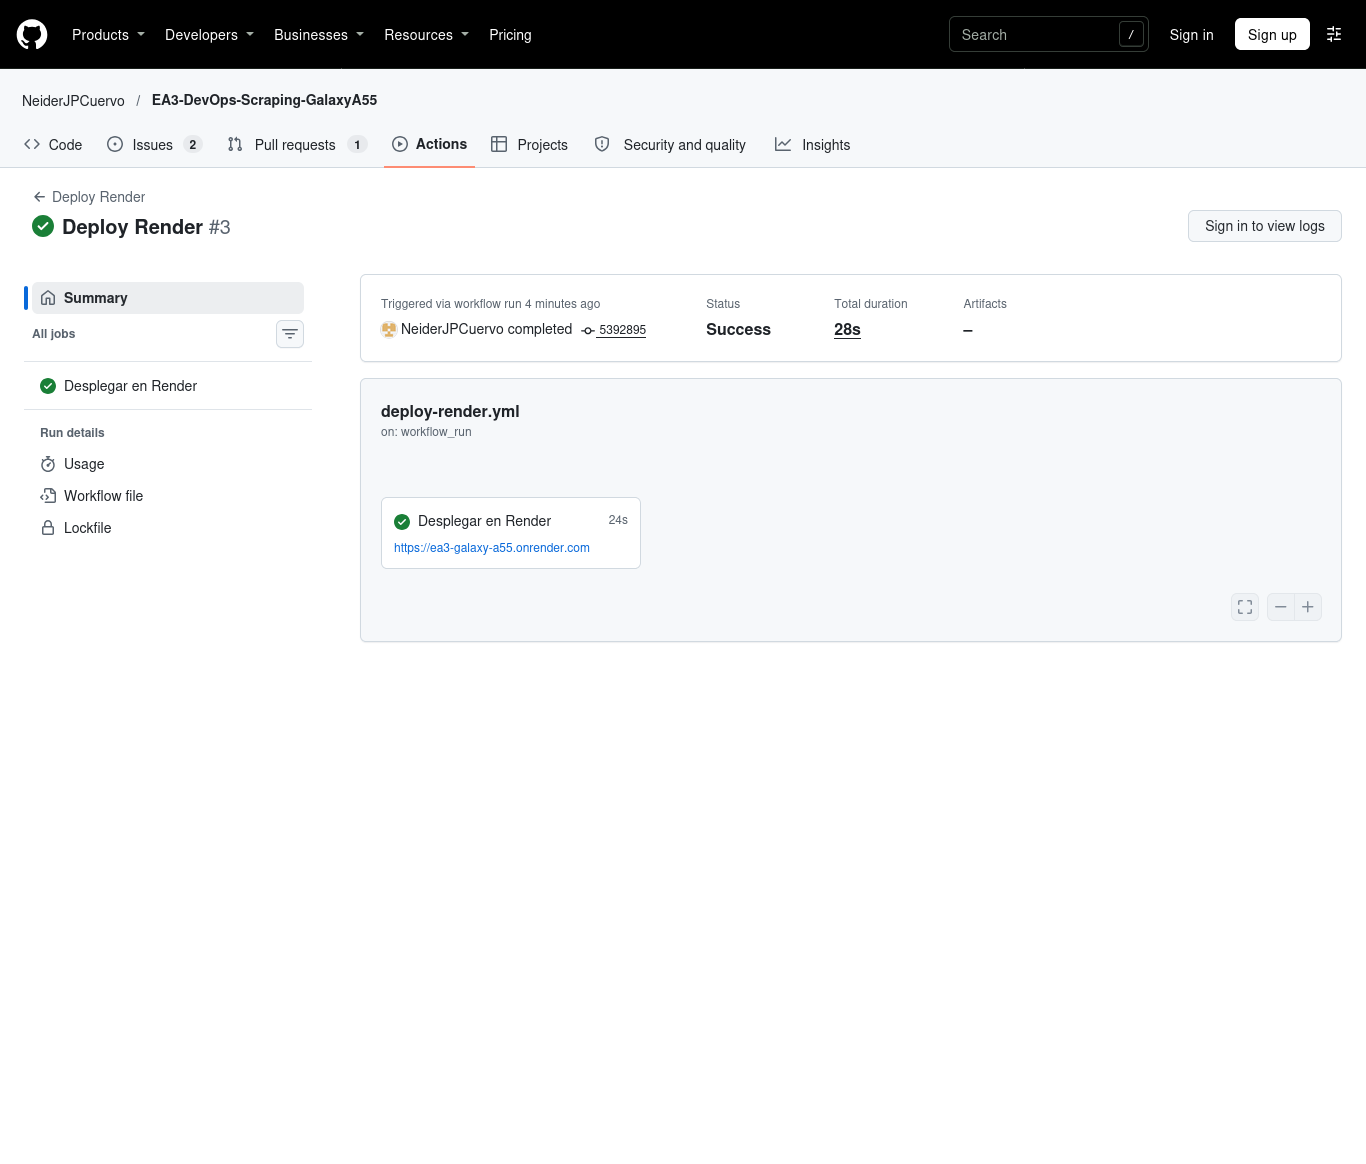 Products Developers Businesses Resources Pricing Search / Sign in Sign up
NeiderJPCuervo / EA3-DevOps-Scraping-GalaxyA55
Code Issues 2 Pull requests 1 Actions Projects Security and quality Insights
Deploy Render
Deploy Render #3
Sign in to view logs
Summary
All jobs
Desplegar en Render
Run details
Usage
Workflow file
Lockfile
Triggered via workflow run 4 minutes ago
NeiderJPCuervo completed 5392895
Status
Success
Total duration
28s
Artifacts
–
deploy-render.yml
on: workflow_run
Desplegar en Render 24s
https://ea3-galaxy-a55.onrender.com